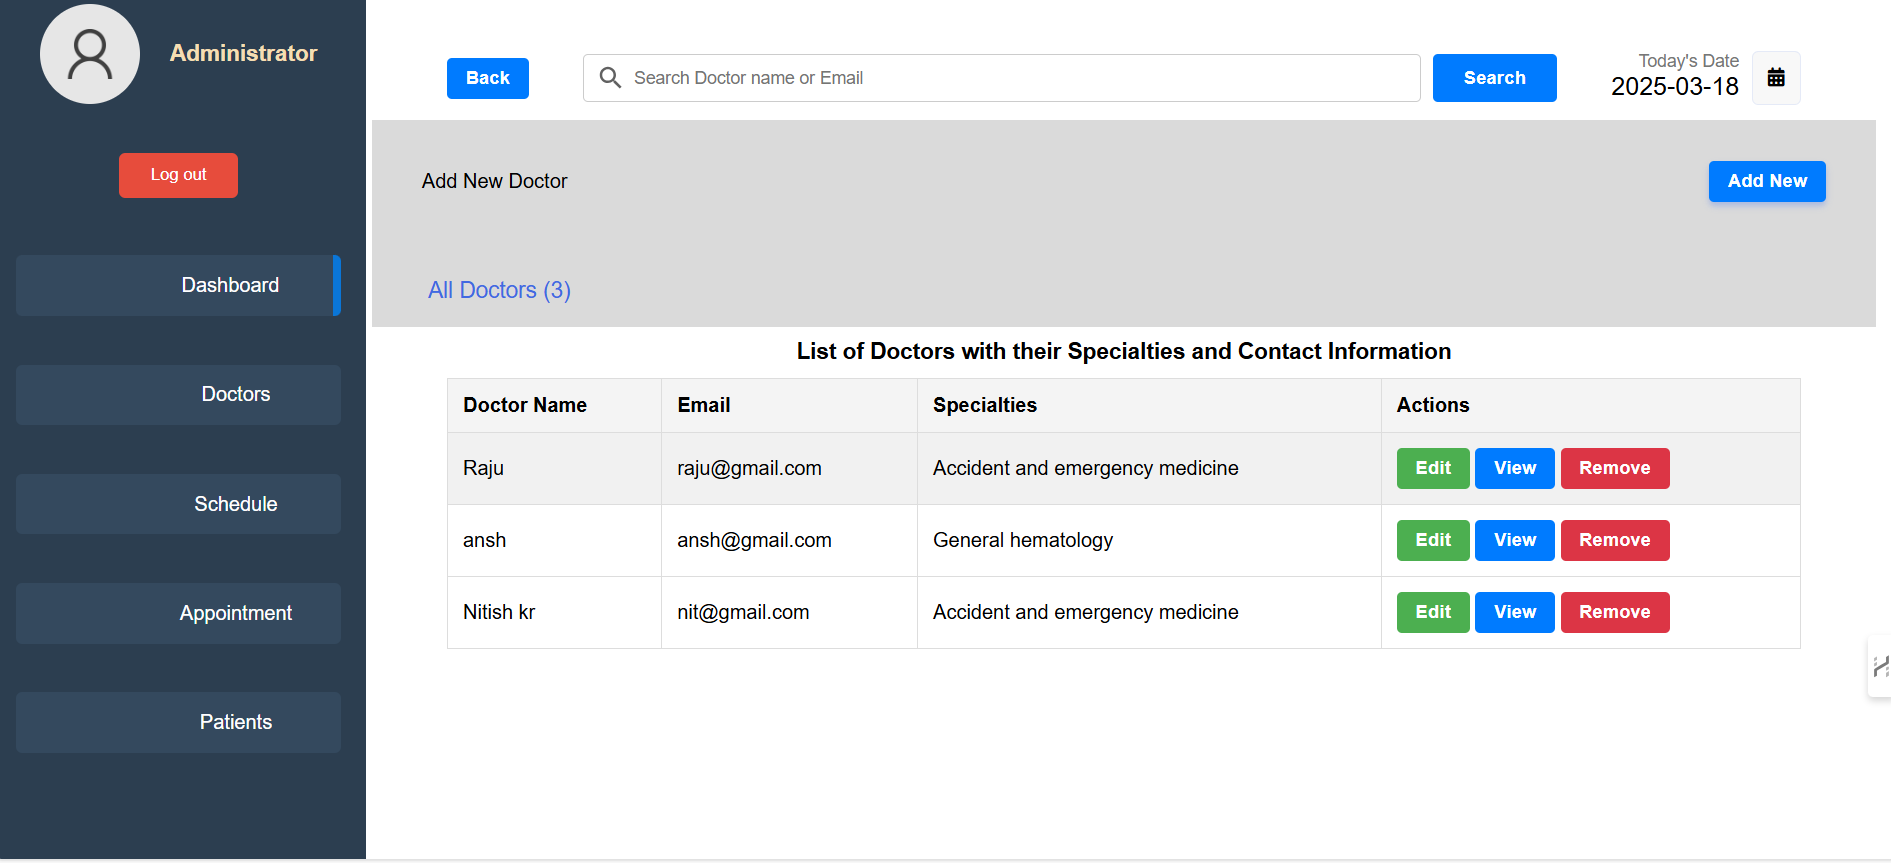 Administrator
Log out
Dashboard
Doctors
Schedule
Appointment
Patients
Back
Search Doctor name or Email
Search
Today's Date
2025-03-18
Add New Doctor
Add New
All Doctors (3)
List of Doctors with their Specialties and Contact Information
Doctor Name Email Specialties Actions
Raju raju@gmail.com Accident and emergency medicine Edit View Remove
ansh ansh@gmail.com General hematology Edit View Remove
Nitish kr nit@gmail.com Accident and emergency medicine Edit View Remove